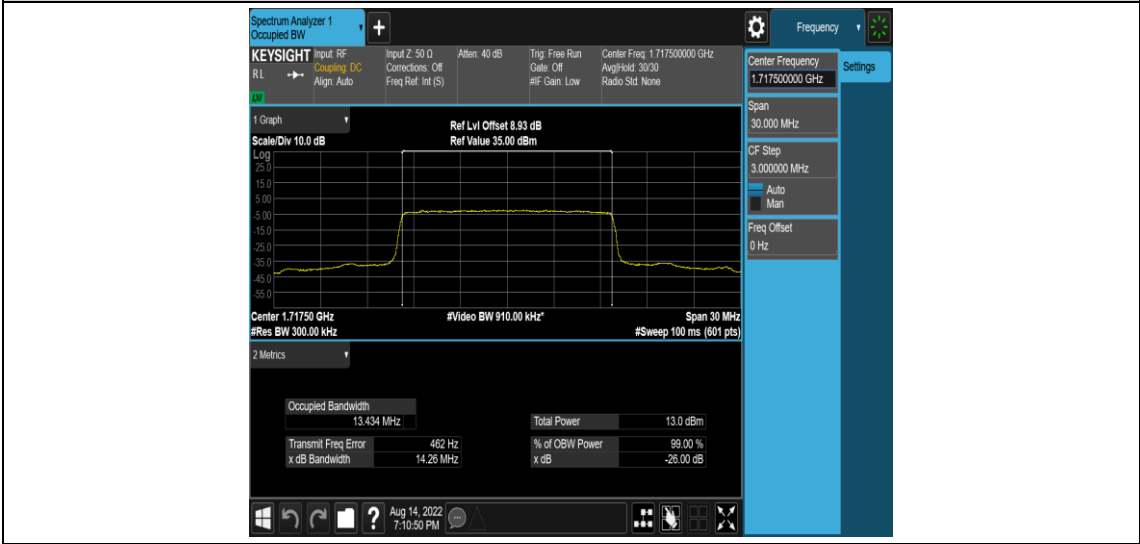 Spectrum Analyzer 1
Occupied BW
+
Frequency
KEYSIGHT
RL
LXI
Input: RF
Coupling: DC
Align: Auto
Input Z: 50 Ω
Corrections: Off
Freq Ref: Int (S)
Atten: 40 dB
Trig: Free Run
Gate: Off
#IF Gain: Low
Center Freq: 1.717500000 GHz
Avg|Hold: 30/30
Radio Std: None
Center Frequency
1.717500000 GHz
Settings
Span
30.000 MHz
CF Step
3.000000 MHz
Auto
Man
Freq Offset
0 Hz
1 Graph
Scale/Div 10.0 dB
Ref Lvl Offset 8.93 dB
Ref Value 35.00 dBm
Log
25.0
15.0
5.00
-5.00
-15.0
-25.0
-35.0
-45.0
-55.0
Center 1.71750 GHz
#Video BW 910.00 kHz*
Span 30 MHz
#Res BW 300.00 kHz
#Sweep 100 ms (601 pts)
2 Metrics
Occupied Bandwidth
13.434 MHz
Total Power 13.0 dBm
Transmit Freq Error 462 Hz
% of OBW Power 99.00 %
x dB Bandwidth 14.26 MHz
x dB -26.00 dB
?
Aug 14, 2022
7:10:50 PM